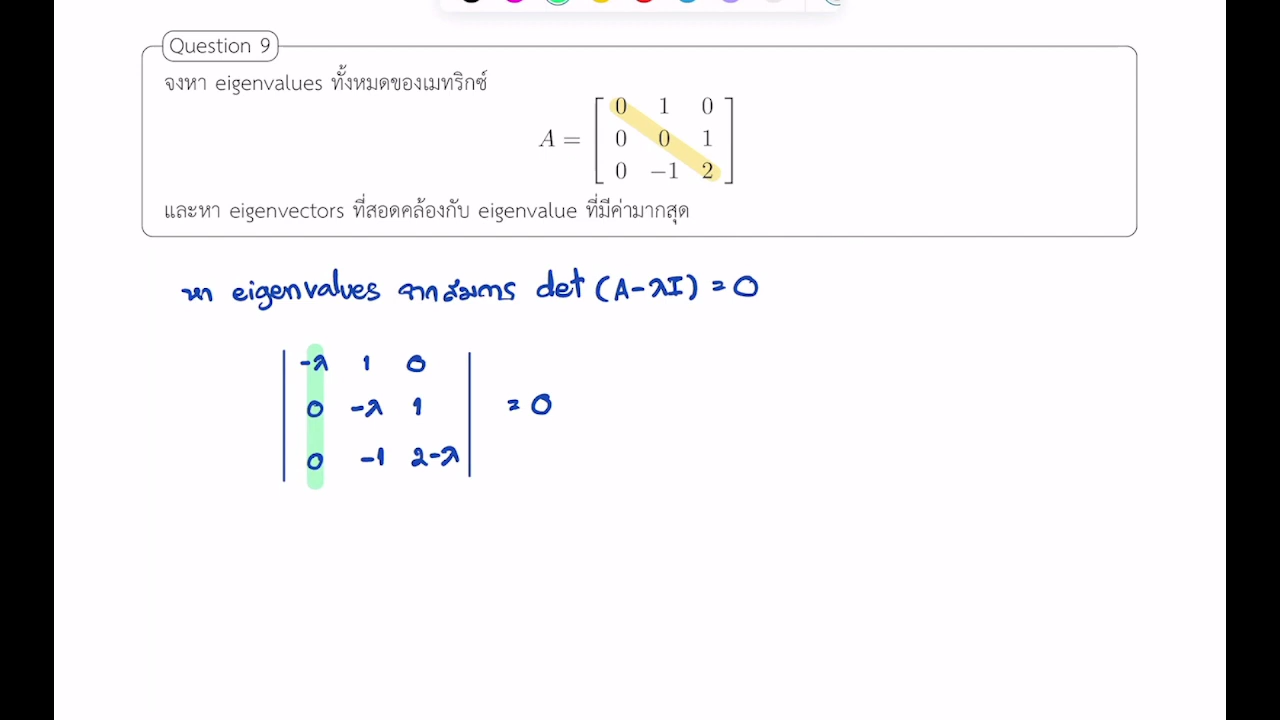 Question 9
จงหา eigenvalues ทั้งหมดของเมทริกซ์
A = [ 0 1 0
0 0 1
0 −1 2 ]
และหา eigenvectors ที่สอดคล้องกับ eigenvalue ที่มีค่ามากสุด
หา eigenvalues จากสมการ det (A-λI) = 0
| -λ 1 0 |
| 0 -λ 1 | = 0
| 0 -1 2-λ |